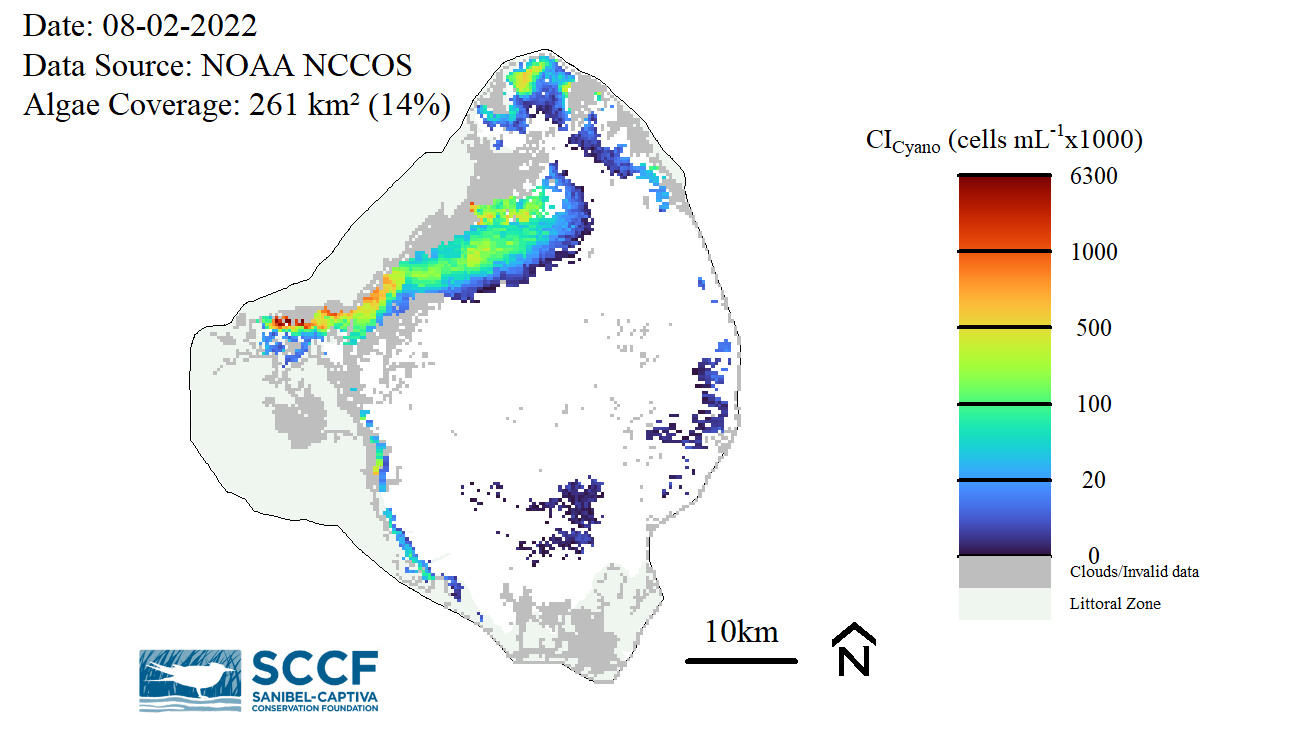 Date: 08-02-2022
Data Source: NOAA NCCOS
Algae Coverage: 261 km² (14%)
CICyano (cells mL-1x1000)
6300
1000
500
100
20
0
Clouds/Invalid data
Littoral Zone
10km
N
SCCF
SANIBEL-CAPTIVA
CONSERVATION FOUNDATION